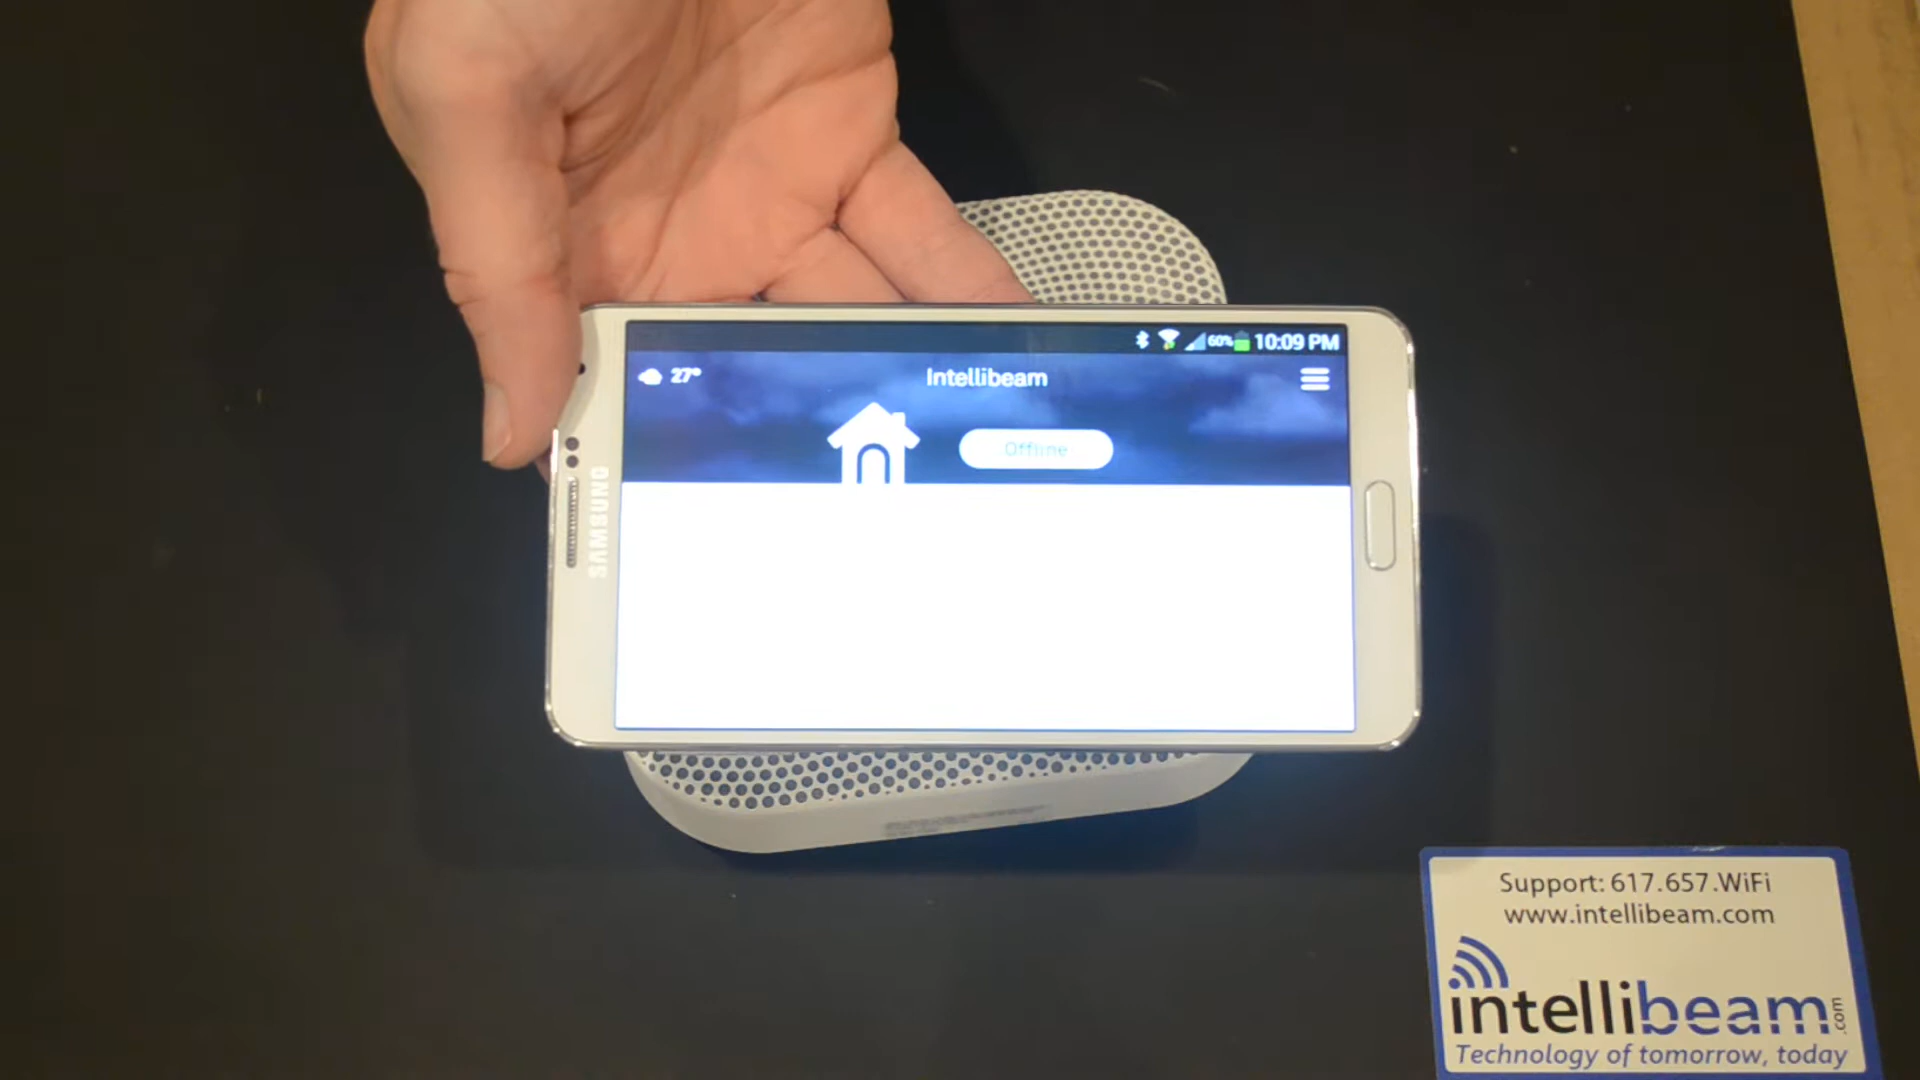 60% 10:09 PM
27° Intellibeam
Offline
SAMSUNG
Support: 617.657.WiFi
www.intellibeam.com
intellibeam.com
Technology of tomorrow, today